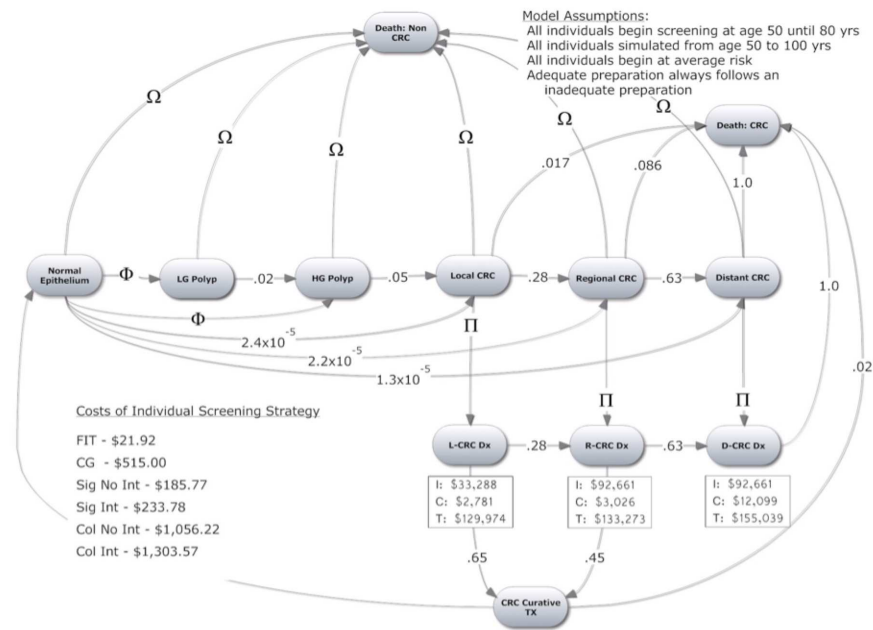 Death: Non
CRC
Model Assumptions:
All individuals begin screening at age 50 until 80 yrs
All individuals simulated from age 50 to 100 yrs
All individuals begin at average risk
Adequate preparation always follows an
inadequate preparation
Ω
Ω
Ω
Ω
Ω
Ω
Death: CRC
.017
.086
1.0
Normal
Epithelium
Φ
LG Polyp
.02
HG Polyp
.05
Local CRC
.28
Regional CRC
.63
Distant CRC
1.0
Φ
2.4x10-5
2.2x10-5
1.3x10-5
Π
Π
Π
.02
Costs of Individual Screening Strategy
FIT - $21.92
CG - $515.00
Sig No Int - $185.77
Sig Int - $233.78
Col No Int - $1,056.22
Col Int - $1,303.57
L-CRC Dx
.28
R-CRC Dx
.63
D-CRC Dx
I: $33,288
C: $2,781
T: $129,974
I: $92,661
C: $3,026
T: $133,273
I: $92,661
C: $12,099
T: $155,039
.65
.45
CRC Curative
TX